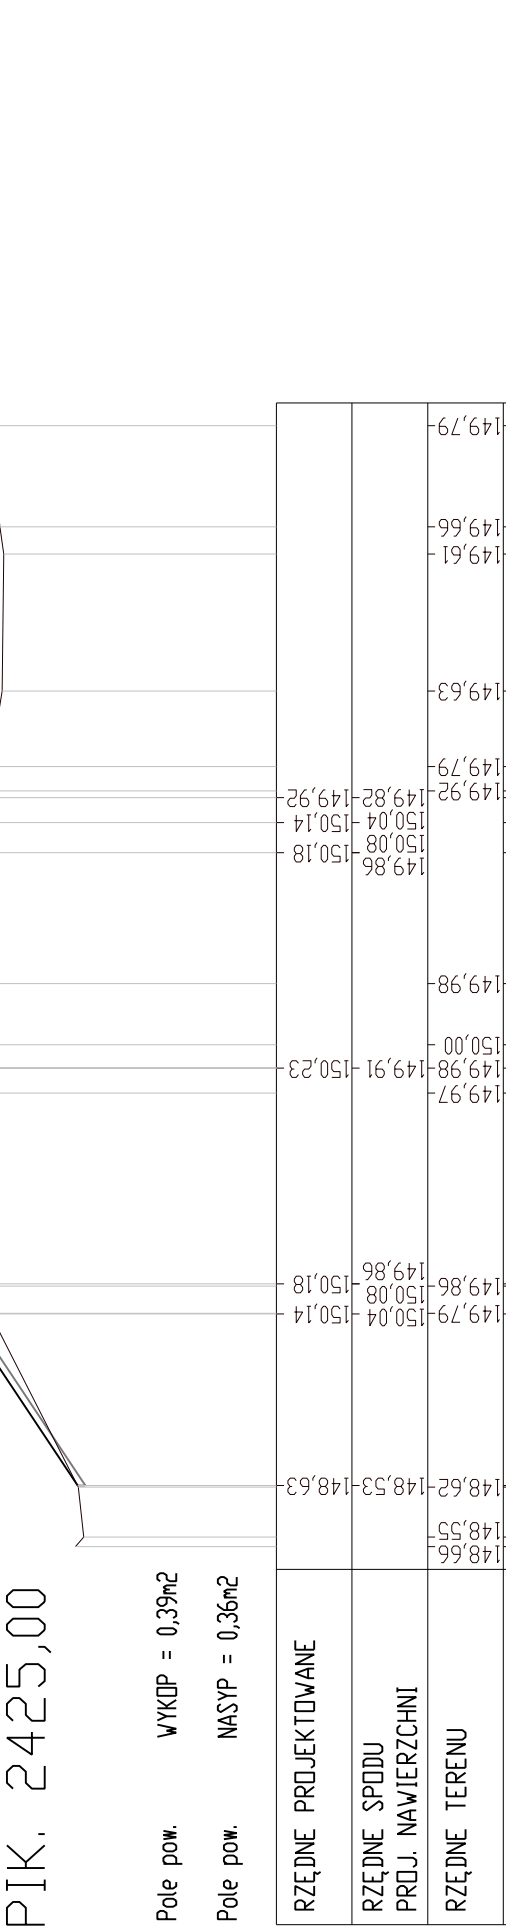 PIK. 2425,00
Pole pow. WYKOP = 0,39m2
Pole pow. NASYP = 0,36m2
RZĘDNE PROJEKTOWANE
148,63 150,14 150,18 150,23 150,18 150,14 149,92
RZĘDNE SPODU
PROJ. NAWIERZCHNI
148,53 150,04 150,08 149,86 149,91 149,86 150,08 150,04 149,82
RZĘDNE TERENU
148,66 148,55 148,62 149,79 149,86 149,97 149,98 150,00 149,98 149,92 149,79 149,63 149,61 149,66 149,79